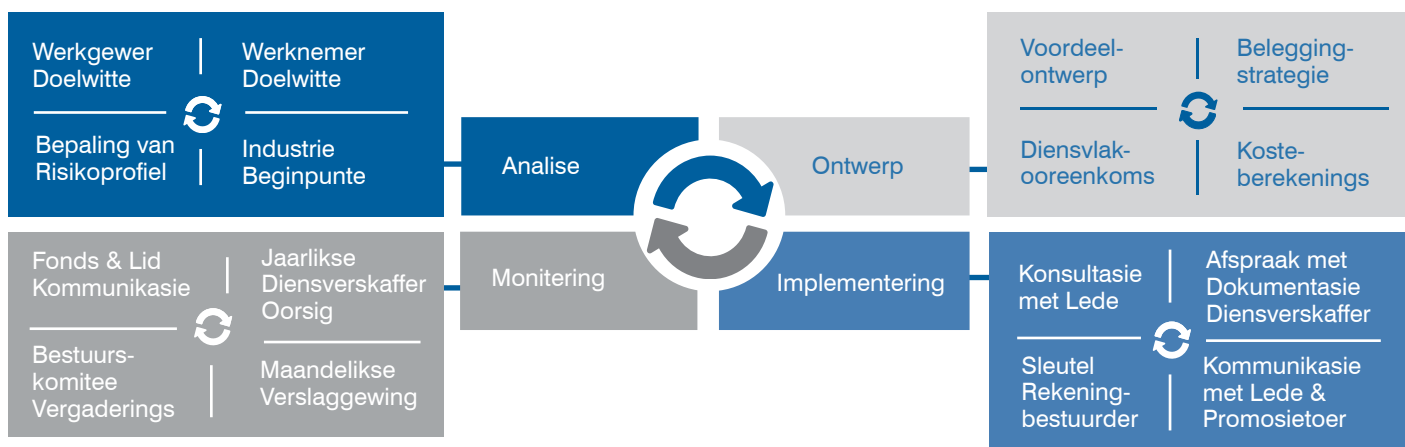 Werkgewer
Doelwitte
Werknemer
Doelwitte
Bepaling van
Risikoprofiel
Industrie
Beginpunte
Analise
Ontwerp
Voordeel-
ontwerp
Belegging-
strategie
Diensvlak-
ooreenkoms
Koste-
berekenings
Fonds & Lid
Kommunikasie
Jaarlikse
Diensverskaffer
Oorsig
Bestuurs-
komitee
Vergaderings
Maandelikse
Verslaggewing
Monitering
Implementering
Konsultasie
met Lede
Afspraak met
Dokumentasie
Diensverskaffer
Sleutel
Rekening-
bestuurder
Kommunikasie
met Lede &
Promosietoer